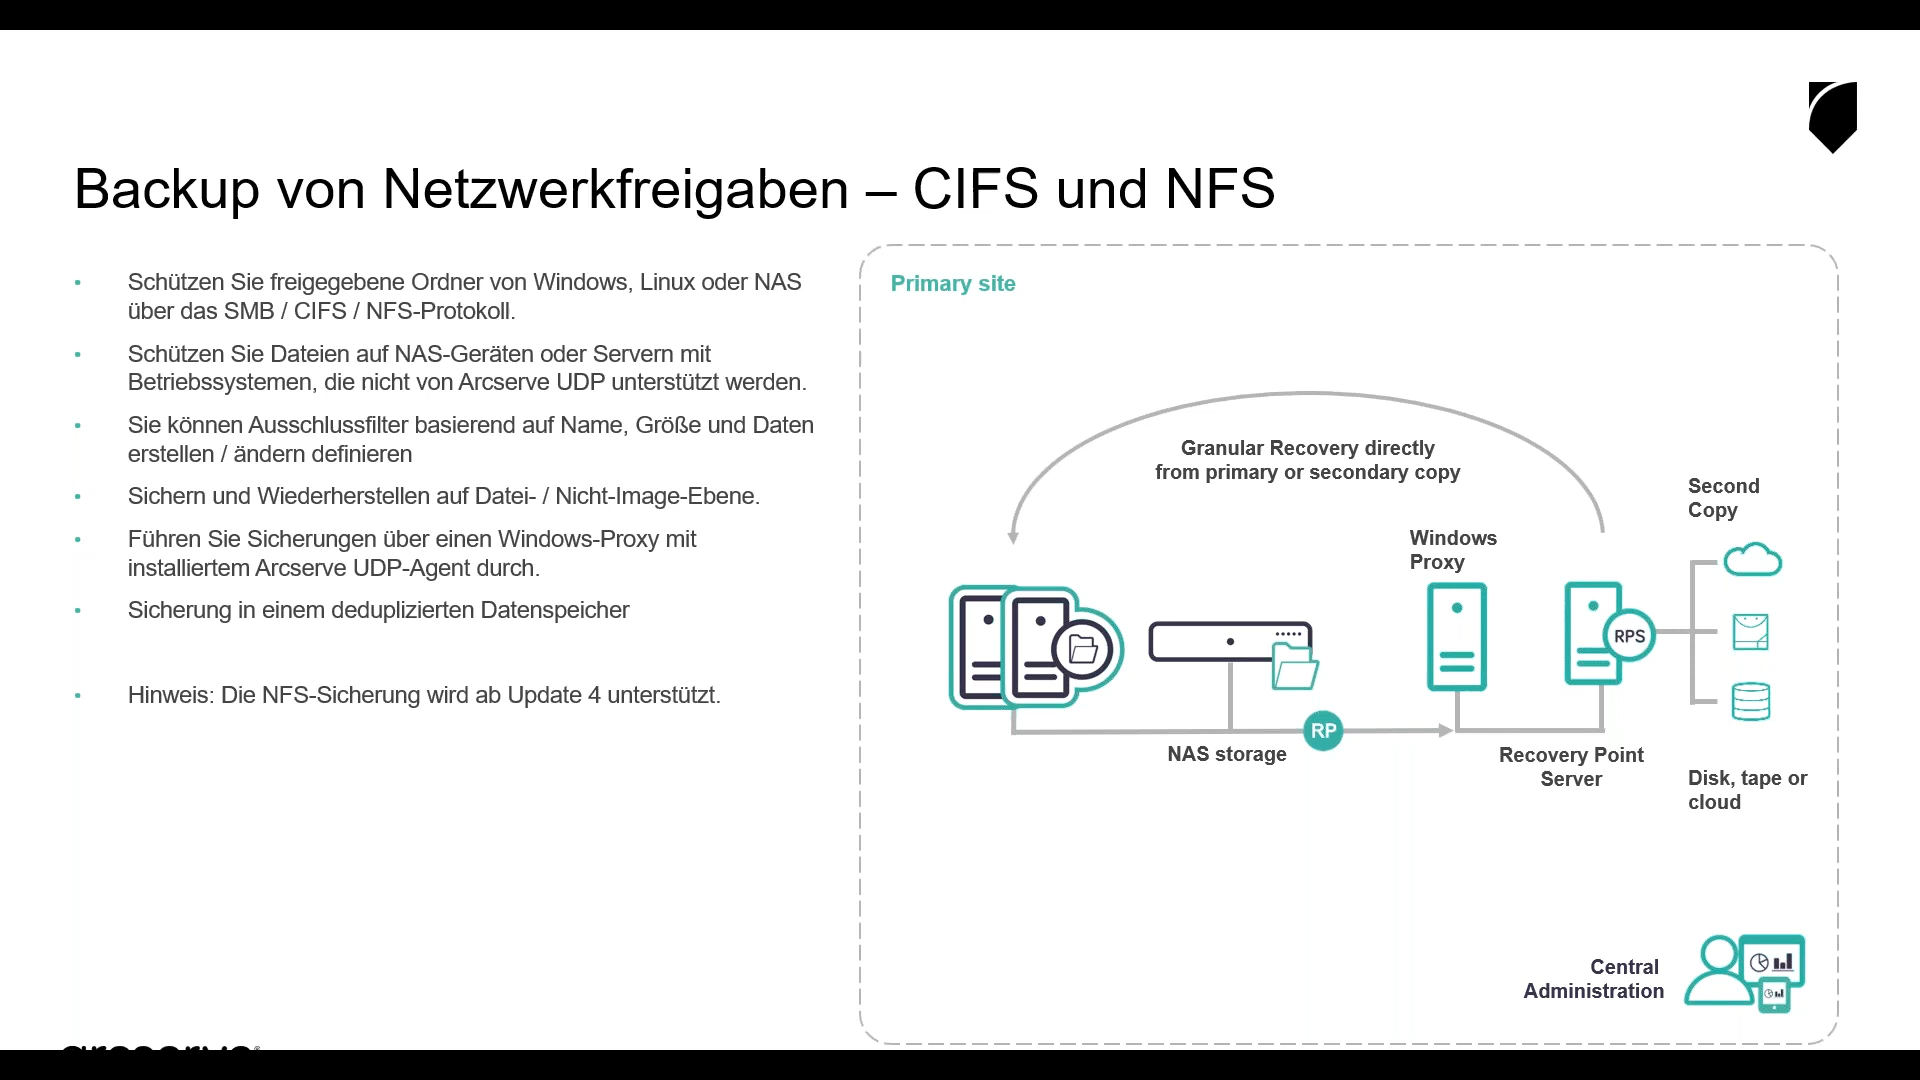 Backup von Netzwerkfreigaben – CIFS und NFS
Schützen Sie freigegebene Ordner von Windows, Linux oder NAS
über das SMB / CIFS / NFS-Protokoll.
Schützen Sie Dateien auf NAS-Geräten oder Servern mit
Betriebssystemen, die nicht von Arcserve UDP unterstützt werden.
Sie können Ausschlussfilter basierend auf Name, Größe und Daten
erstellen / ändern definieren
Sichern und Wiederherstellen auf Datei- / Nicht-Image-Ebene.
Führen Sie Sicherungen über einen Windows-Proxy mit
installiertem Arcserve UDP-Agent durch.
Sicherung in einem deduplizierten Datenspeicher
Hinweis: Die NFS-Sicherung wird ab Update 4 unterstützt.
Primary site
Granular Recovery directly
from primary or secondary copy
Second
Copy
Windows
Proxy
RPS
RP
NAS storage
Recovery Point
Server
Disk, tape or
cloud
Central
Administration